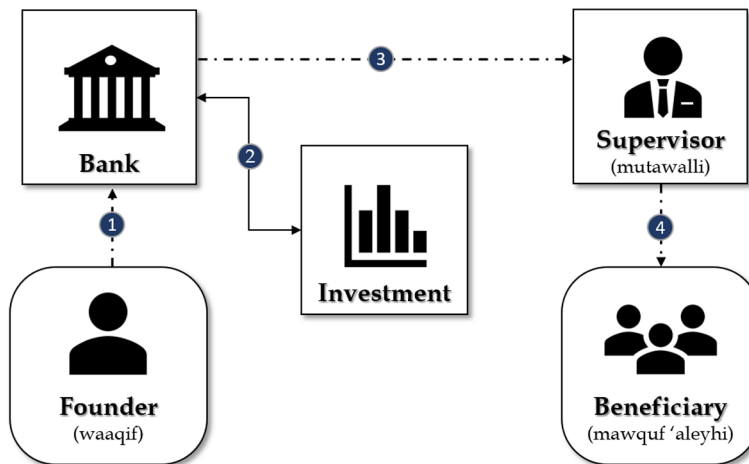 3
Bank
Supervisor
(mutawalli)
2
1
4
Investment
Founder
(waaqif)
Beneficiary
(mawquf ‘aleyhi)